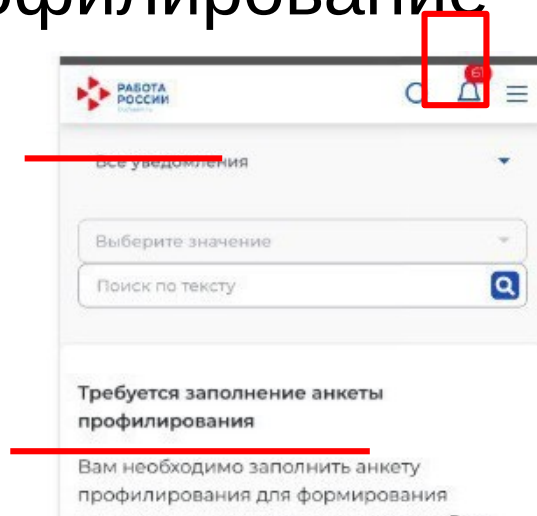 офилирование
61
РАБОТА
РОССИИ
Все уведомления
Выберите значение
Поиск по тексту
Требуется заполнение анкеты
профилирования
Вам необходимо заполнить анкету
профилирования для формирования